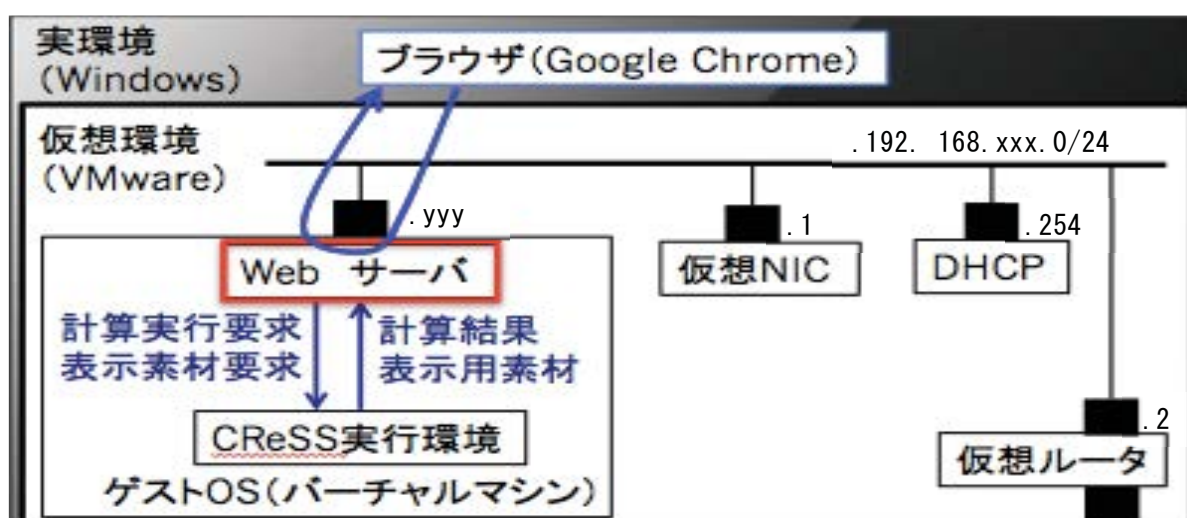 実環境
(Windows)
ブラウザ(Google Chrome)
仮想環境
(VMware)
.192. 168.xxx.0/24
.yyy
.1
.254
Web サーバ
仮想NIC
DHCP
計算実行要求
表示素材要求
計算結果
表示用素材
CReSS実行環境
.2
仮想ルータ
ゲストOS(バーチャルマシン)